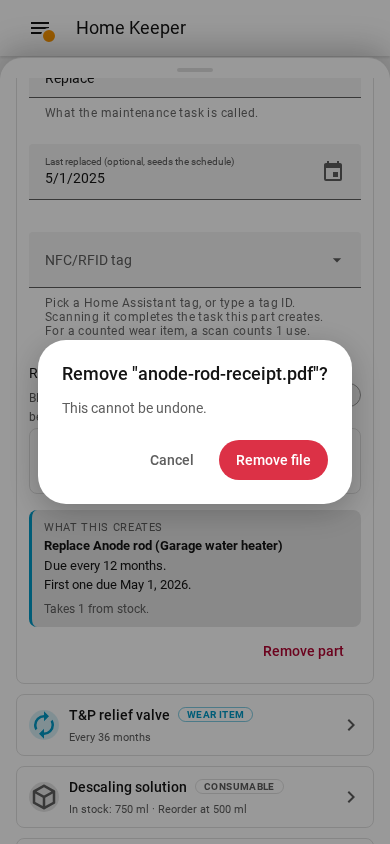 Home Keeper
Replace
What the maintenance task is called.
Last replaced (optional, seeds the schedule)
5/1/2025
NFC/RFID tag
Pick a Home Assistant tag, or type a tag ID.
Scanning it completes the task this part creates.
For a counted wear item, a scan counts 1 use.
Remove "anode-rod-receipt.pdf"?
This cannot be undone.
Cancel
Remove file
WHAT THIS CREATES
Replace Anode rod (Garage water heater)
Due every 12 months.
First one due May 1, 2026.
Takes 1 from stock.
Remove part
T&P relief valve
WEAR ITEM
Every 36 months
Descaling solution
CONSUMABLE
In stock: 750 ml · Reorder at 500 ml